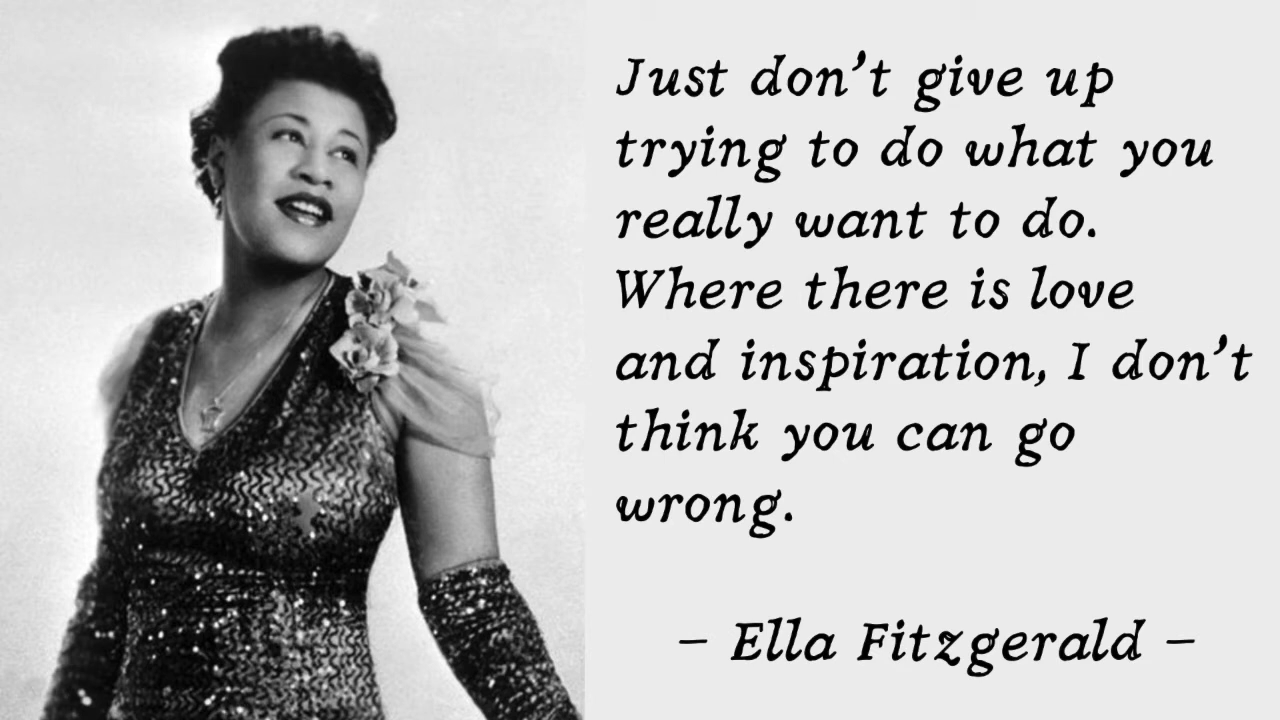 Just don’t give up
trying to do what you
really want to do.
Where there is love
and inspiration, I don’t
think you can go
wrong.
– Ella Fitzgerald –